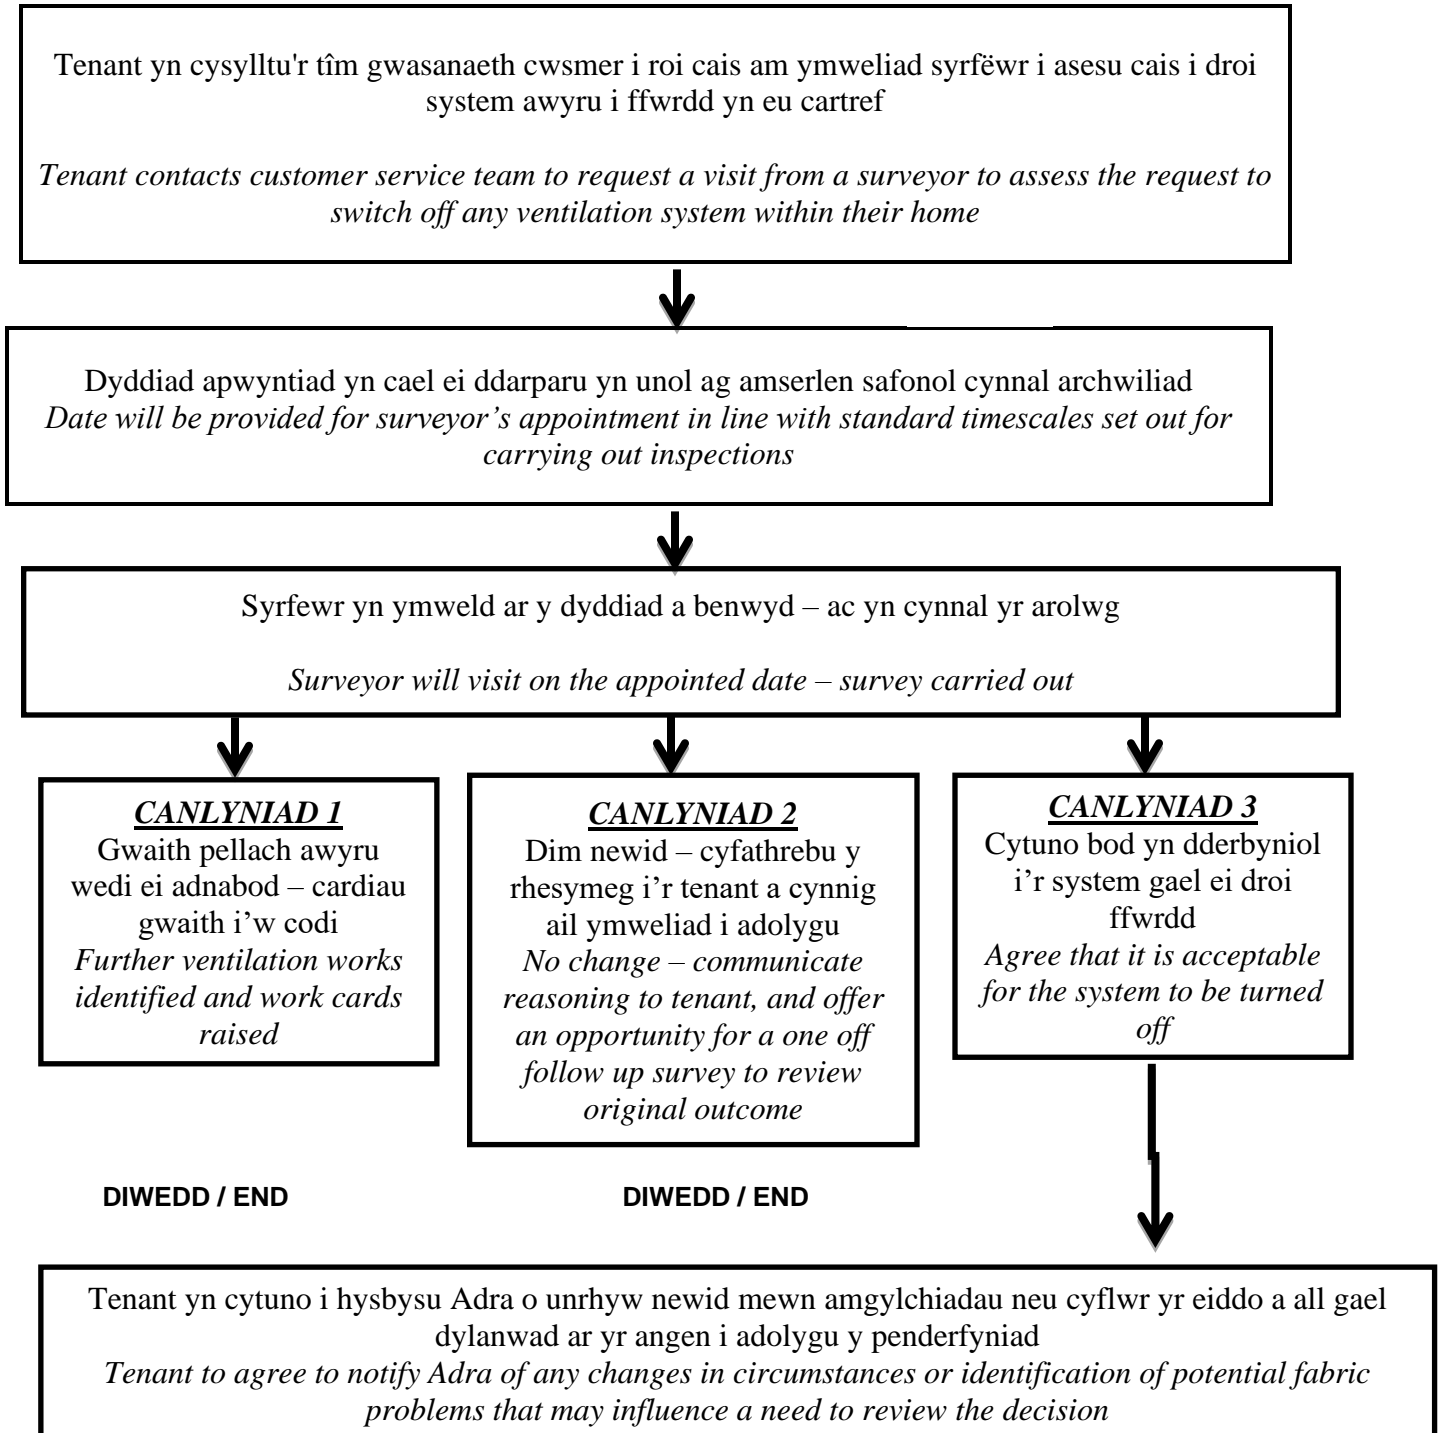 Tenant yn cysylltu'r tîm gwasanaeth cwsmer i roi cais am ymweliad syrfëwr i asesu cais i droi
system awyru i ffwrdd yn eu cartref
Tenant contacts customer service team to request a visit from a surveyor to assess the request to
switch off any ventilation system within their home
Dyddiad apwyntiad yn cael ei ddarparu yn unol ag amserlen safonol cynnal archwiliad
Date will be provided for surveyor’s appointment in line with standard timescales set out for
carrying out inspections
Syrfewr yn ymweld ar y dyddiad a benwyd – ac yn cynnal yr arolwg
Surveyor will visit on the appointed date – survey carried out
CANLYNIAD 1
Gwaith pellach awyru
wedi ei adnabod – cardiau
gwaith i’w codi
Further ventilation works
identified and work cards
raised
CANLYNIAD 2
Dim newid – cyfathrebu y
rhesymeg i’r tenant a cynnig
ail ymweliad i adolygu
No change – communicate
reasoning to tenant, and offer
an opportunity for a one off
follow up survey to review
original outcome
CANLYNIAD 3
Cytuno bod yn dderbyniol
i’r system gael ei droi
ffwrdd
Agree that it is acceptable
for the system to be turned
off
DIWEDD / END
DIWEDD / END
Tenant yn cytuno i hysbysu Adra o unrhyw newid mewn amgylchiadau neu cyflwr yr eiddo a all gael
dylanwad ar yr angen i adolygu y penderfyniad
Tenant to agree to notify Adra of any changes in circumstances or identification of potential fabric
problems that may influence a need to review the decision